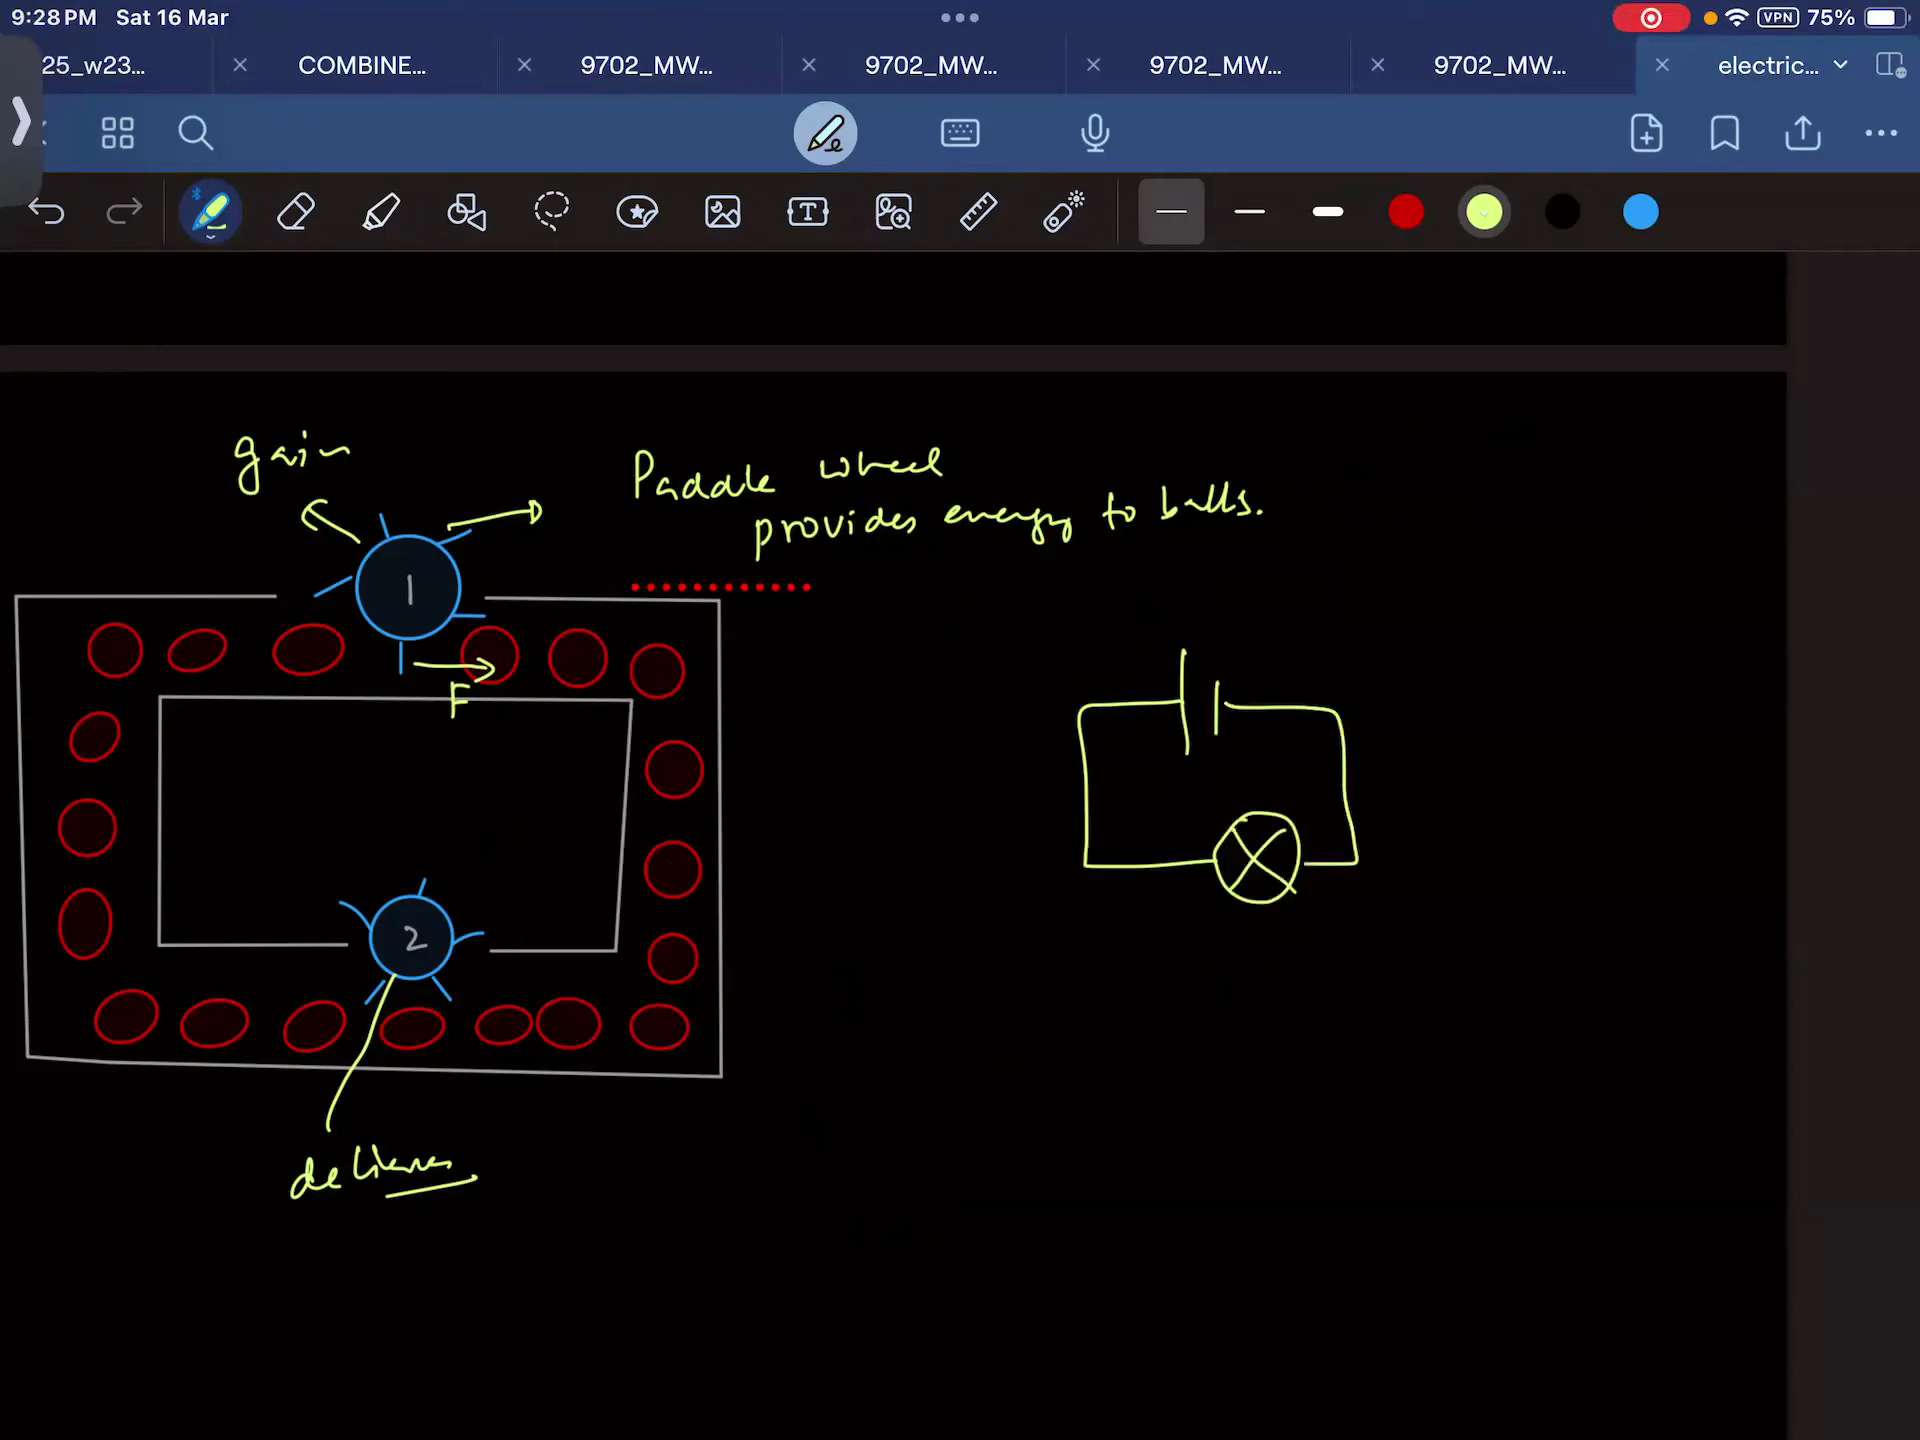 9:28 PM Sat 16 Mar
VPN 75%
25_w23...
COMBINE...
9702_MW...
9702_MW...
9702_MW...
9702_MW...
electric...
T
gain
Paddle wheel
provides energy to balls.
1
F
2